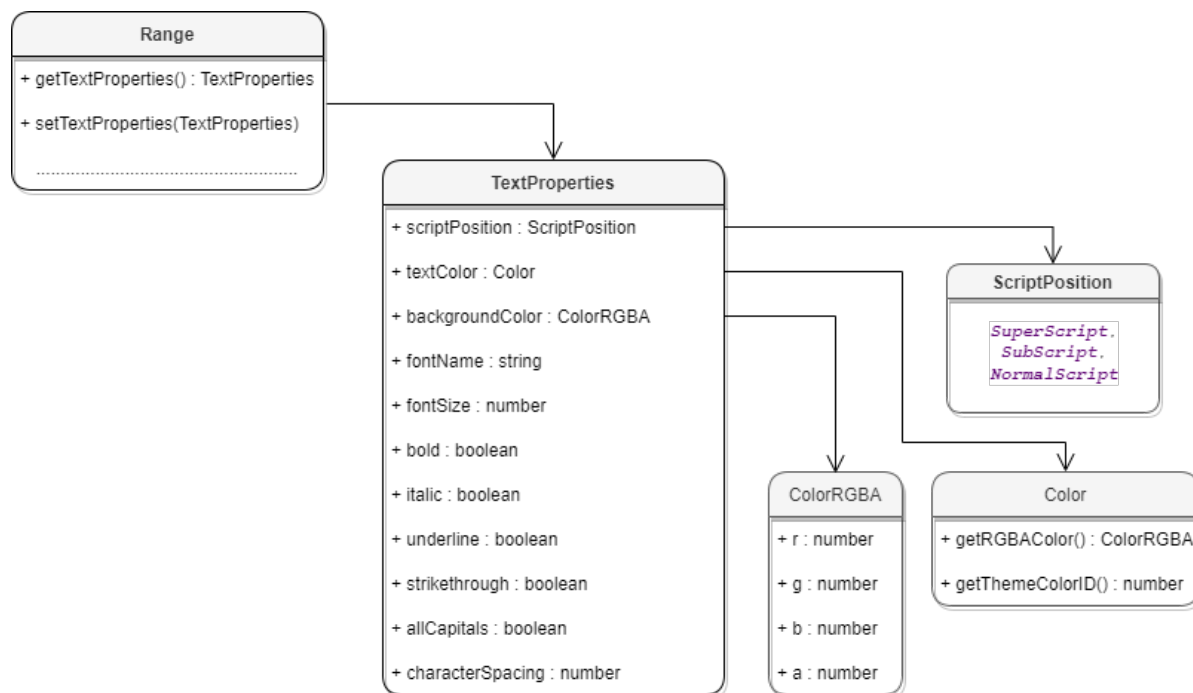 Range
+ getTextProperties() : TextProperties
+ setTextProperties(TextProperties)
......................................................
TextProperties
+ scriptPosition : ScriptPosition
+ textColor : Color
+ backgroundColor : ColorRGBA
+ fontName : string
+ fontSize : number
+ bold : boolean
+ italic : boolean
+ underline : boolean
+ strikethrough : boolean
+ allCapitals : boolean
+ characterSpacing : number
ScriptPosition
SuperScript,
SubScript,
NormalScript
ColorRGBA
+ r : number
+ g : number
+ b : number
+ a : number
Color
+ getRGBAColor() : ColorRGBA
+ getThemeColorID() : number